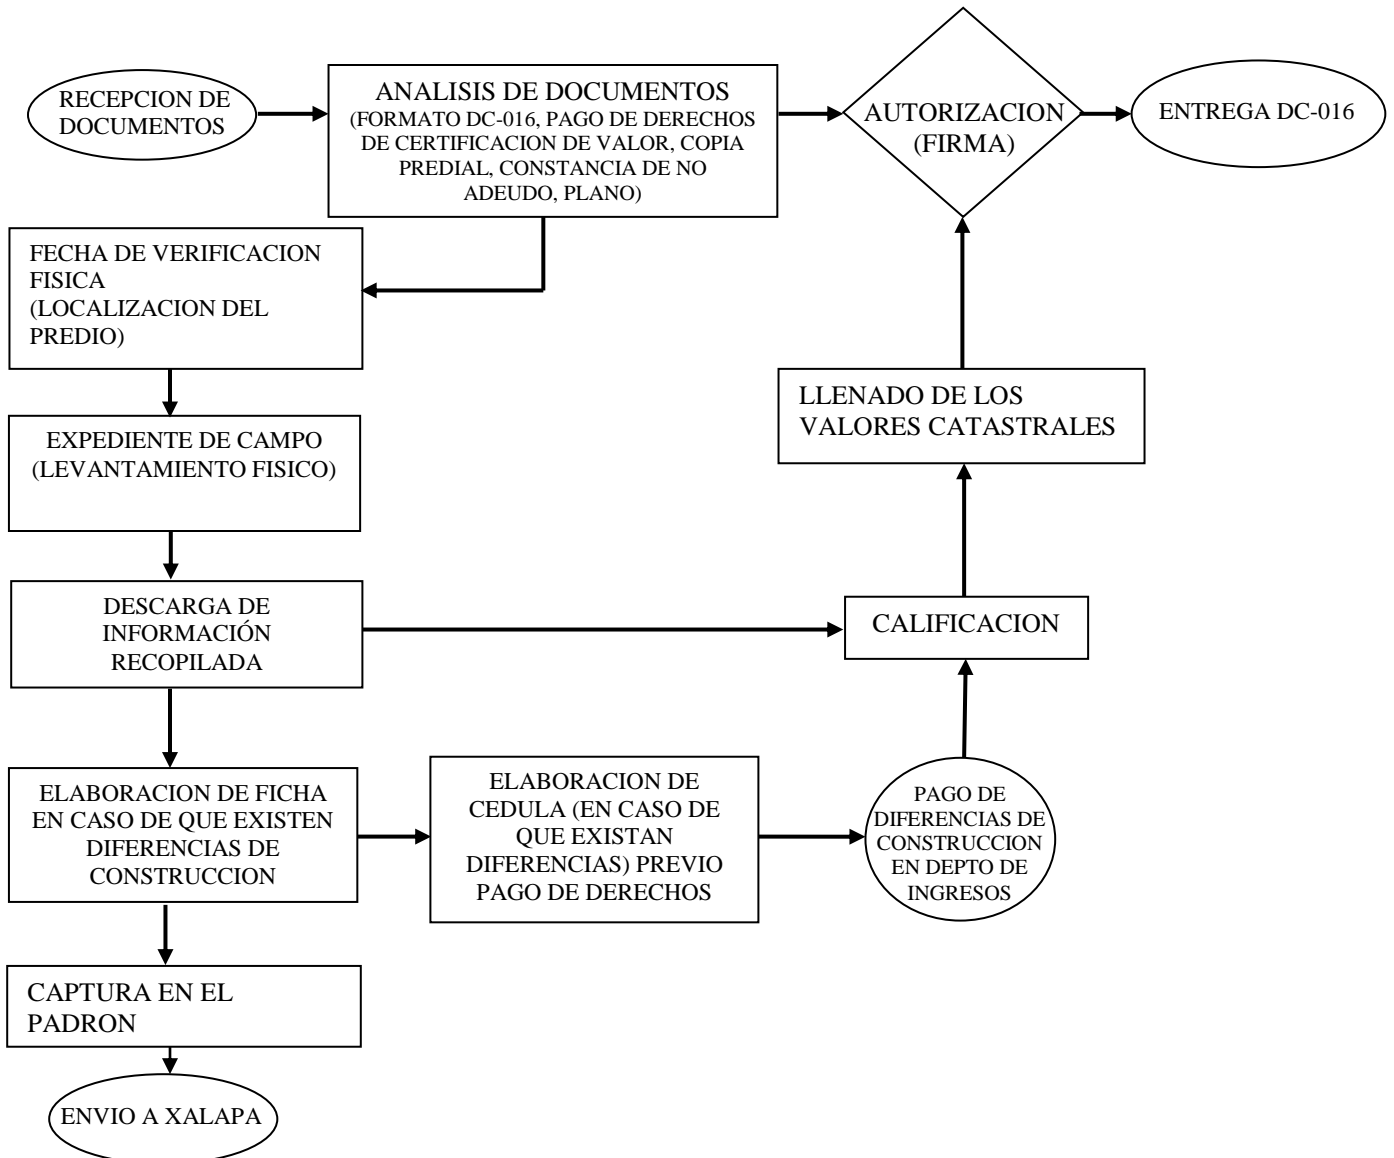 RECEPCION DE
DOCUMENTOS
ANALISIS DE DOCUMENTOS
(FORMATO DC-016, PAGO DE DERECHOS
DE CERTIFICACION DE VALOR, COPIA
PREDIAL, CONSTANCIA DE NO
ADEUDO, PLANO)
AUTORIZACION
(FIRMA)
ENTREGA DC-016
FECHA DE VERIFICACION
FISICA
(LOCALIZACION DEL
PREDIO)
EXPEDIENTE DE CAMPO
(LEVANTAMIENTO FISICO)
LLENADO DE LOS
VALORES CATASTRALES
DESCARGA DE
INFORMACIÓN
RECOPILADA
CALIFICACION
ELABORACION DE FICHA
EN CASO DE QUE EXISTEN
DIFERENCIAS DE
CONSTRUCCION
ELABORACION DE
CEDULA (EN CASO DE
QUE EXISTAN
DIFERENCIAS) PREVIO
PAGO DE DERECHOS
PAGO DE
DIFERENCIAS DE
CONSTRUCCION
EN DEPTO DE
INGRESOS
CAPTURA EN EL
PADRON
ENVIO A XALAPA